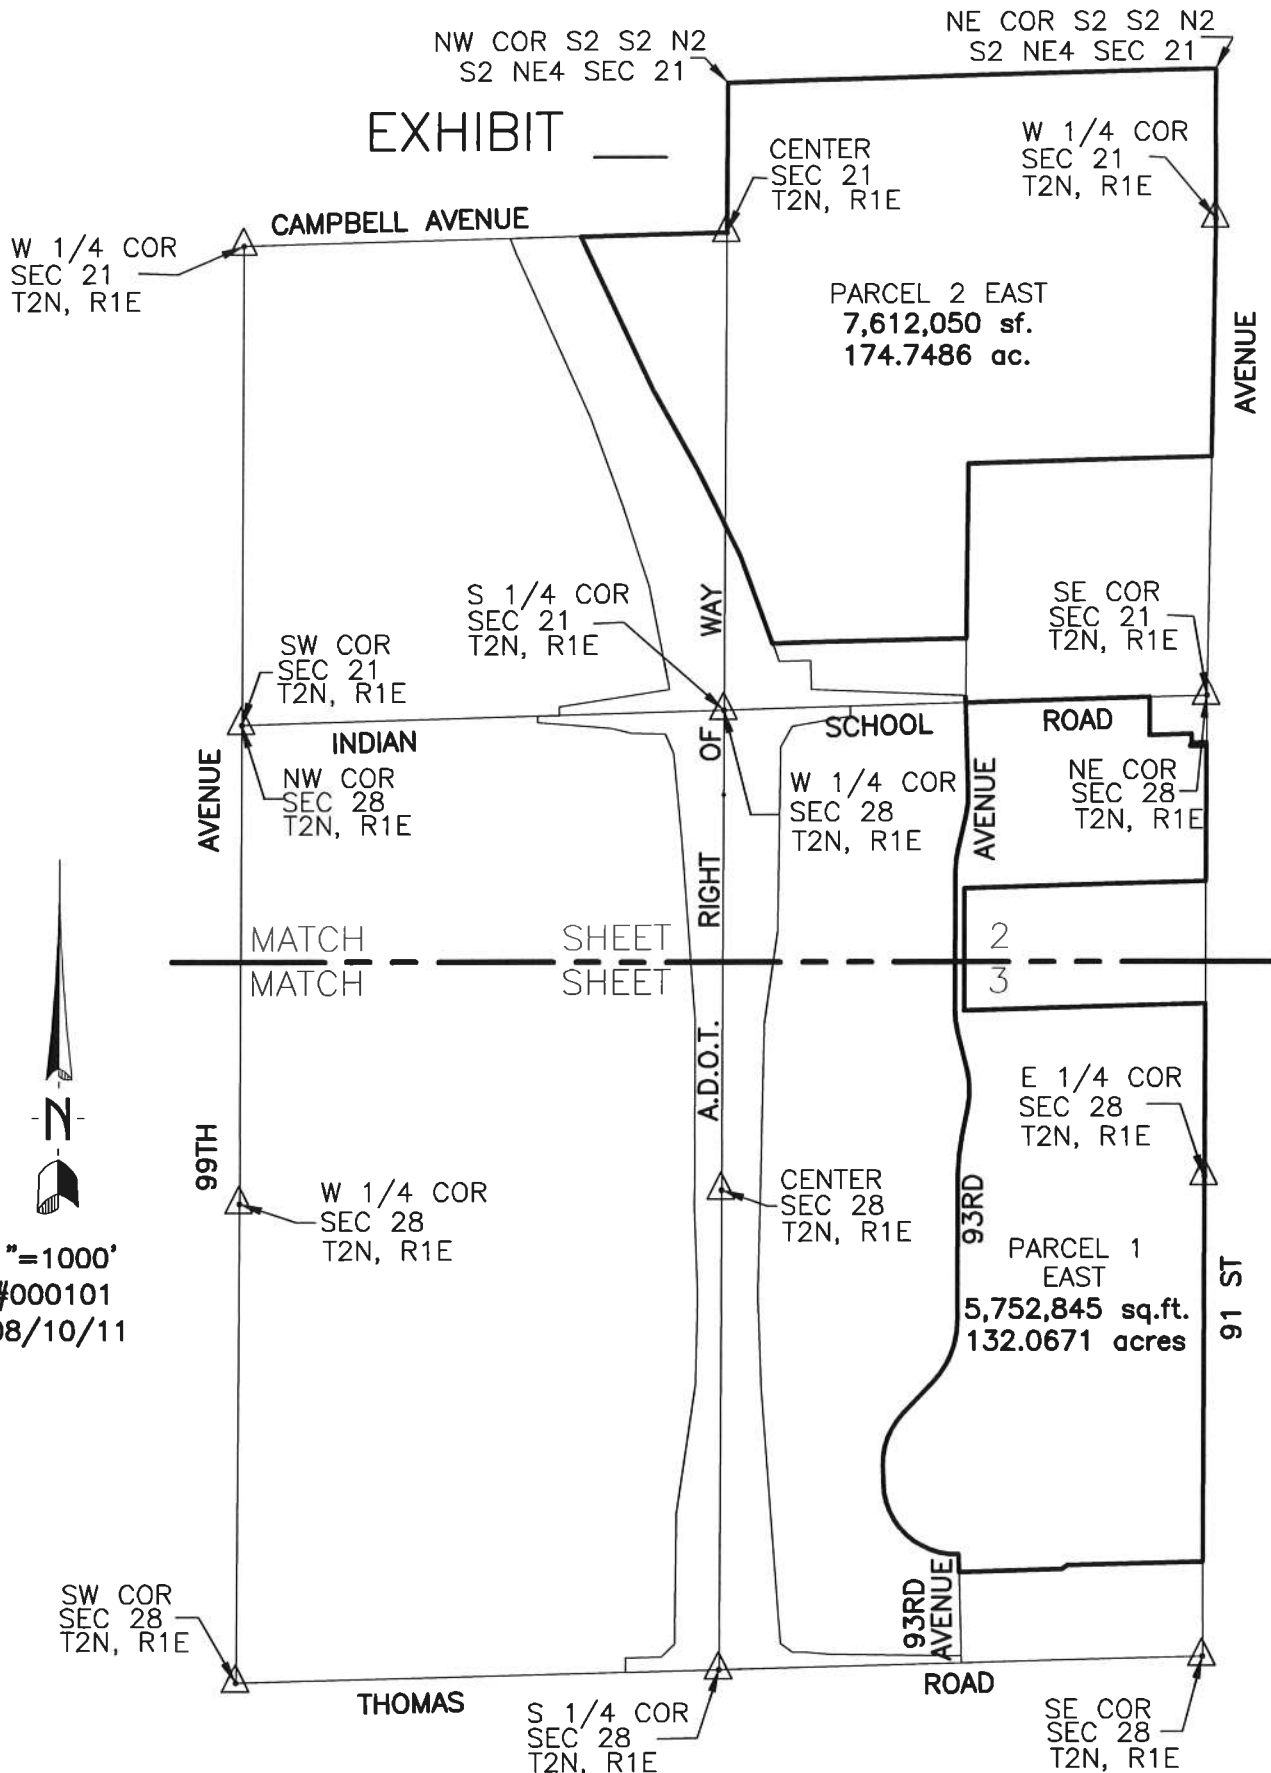 NW COR S2 S2 N2
S2 NE4 SEC 21
NE COR S2 S2 N2
S2 NE4 SEC 21
EXHIBIT ____
CENTER
SEC 21
T2N, R1E
W 1/4 COR
SEC 21
T2N, R1E
CAMPBELL AVENUE
W 1/4 COR
SEC 21
T2N, R1E
PARCEL 2 EAST
7,612,050 sf.
174.7486 ac.
AVENUE
S 1/4 COR
SEC 21
T2N, R1E
WAY
SE COR
SEC 21
T2N, R1E
SW COR
SEC 21
T2N, R1E
INDIAN
OF
SCHOOL
ROAD
AVENUE
NW COR
SEC 28
T2N, R1E
W 1/4 COR
SEC 28
T2N, R1E
AVENUE
NE COR
SEC 28
T2N, R1E
RIGHT
MATCH SHEET 2
MATCH SHEET 3
A.D.O.T.
E 1/4 COR
SEC 28
T2N, R1E
-N-
99TH
W 1/4 COR
SEC 28
T2N, R1E
CENTER
SEC 28
T2N, R1E
93RD
PARCEL 1
EAST
5,752,845 sq.ft.
132.0671 acres
91 ST
"=1000'
#000101
08/10/11
93RD
AVENUE
SW COR
SEC 28
T2N, R1E
THOMAS
ROAD
S 1/4 COR
SEC 28
T2N, R1E
SE COR
SEC 28
T2N, R1E